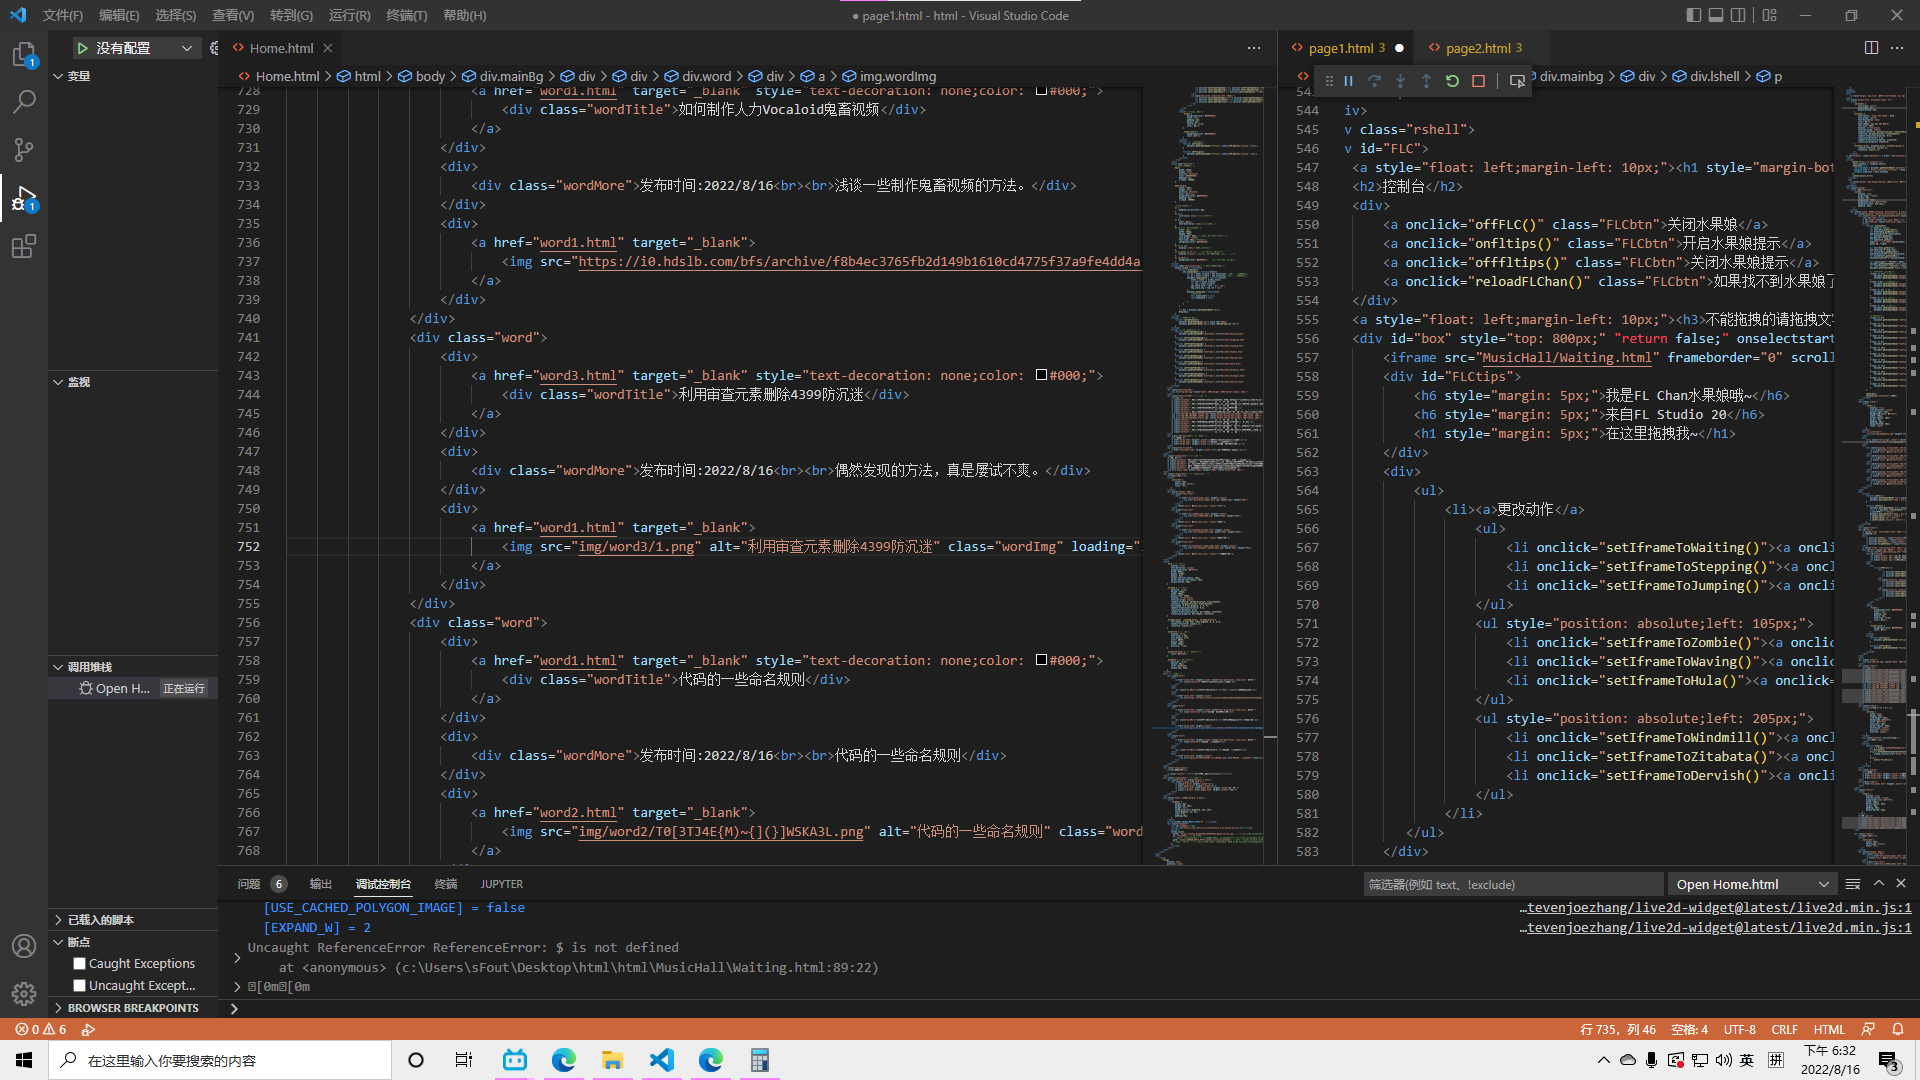 文件(F) 编辑(E) 选择(S) 查看(V) 转到(G) 运行(R) 终端(T) 帮助(H)
● page1.html - html - Visual Studio Code
没有配置
变量
监视
调用堆栈
Open H... 正在运行
已载入的脚本
断点
Caught Exceptions
Uncaught Except...
BROWSER BREAKPOINTS
Home.html
Home.html > html > body > div.mainBg > div > div > div.word > div > a > img.wordImg
728 <a href="word1.html" target="_blank" style="text-decoration: none;color: #000;">
729 <div class="wordTitle">如何制作人力Vocaloid鬼畜视频</div>
730 </a>
731 </div>
732 <div>
733 <div class="wordMore">发布时间:2022/8/16<br><br>浅谈一些制作鬼畜视频的方法。</div>
734 </div>
735 <div>
736 <a href="word1.html" target="_blank">
737 <img src="https://i0.hdslb.com/bfs/archive/f8b4ec3765fb2d149b1610cd4775f37a9fe4dd4a
738 </a>
739 </div>
740 </div>
741 <div class="word">
742 <div>
743 <a href="word3.html" target="_blank" style="text-decoration: none;color: #000;">
744 <div class="wordTitle">利用审查元素删除4399防沉迷</div>
745 </a>
746 </div>
747 <div>
748 <div class="wordMore">发布时间:2022/8/16<br><br>偶然发现的方法，真是屡试不爽。</div>
749 </div>
750 <div>
751 <a href="word1.html" target="_blank">
752 <img src="img/word3/1.png" alt="利用审查元素删除4399防沉迷" class="wordImg" loading="
753 </a>
754 </div>
755 </div>
756 <div class="word">
757 <div>
758 <a href="word1.html" target="_blank" style="text-decoration: none;color: #000;">
759 <div class="wordTitle">代码的一些命名规则</div>
760 </a>
761 </div>
762 <div>
763 <div class="wordMore">发布时间:2022/8/16<br><br>代码的一些命名规则</div>
764 </div>
765 <div>
766 <a href="word2.html" target="_blank">
767 <img src="img/word2/T0[3TJ4E{M)~{](}]WSKA3L.png" alt="代码的一些命名规则" class="word
768 </a>
page1.html 3 ● page2.html 3
div.mainbg > div > div.lshell > p
544 iv>
545 v class="rshell">
546 v id="FLC">
547 <a style="float: left;margin-left: 10px;"><h1 style="margin-bot
548 <h2>控制台</h2>
549 <div>
550 <a onclick="offFLC()" class="FLCbtn">关闭水果娘</a>
551 <a onclick="onfltips()" class="FLCbtn">开启水果娘提示</a>
552 <a onclick="offfltips()" class="FLCbtn">关闭水果娘提示</a>
553 <a onclick="reloadFLChan()" class="FLCbtn">如果找不到水果娘了
554 </div>
555 <a style="float: left;margin-left: 10px;"><h3>不能拖拽的请拖拽文
556 <div id="box" style="top: 800px;" "return false;" onselectstart
557 <iframe src="MusicHall/Waiting.html" frameborder="0" scroll
558 <div id="FLCtips">
559 <h6 style="margin: 5px;">我是FL Chan水果娘哦~</h6>
560 <h6 style="margin: 5px;">来自FL Studio 20</h6>
561 <h1 style="margin: 5px;">在这里拖拽我~</h1>
562 </div>
563 <div>
564 <ul>
565 <li><a>更改动作</a>
566 <ul>
567 <li onclick="setIframeToWaiting()"><a oncli
568 <li onclick="setIframeToStepping()"><a oncl
569 <li onclick="setIframeToJumping()"><a oncli
570 </ul>
571 <ul style="position: absolute;left: 105px;">
572 <li onclick="setIframeToZombie()"><a onclic
573 <li onclick="setIframeToWaving()"><a onclic
574 <li onclick="setIframeToHula()"><a onclick=
575 </ul>
576 <ul style="position: absolute;left: 205px;">
577 <li onclick="setIframeToWindmill()"><a oncl
578 <li onclick="setIframeToZitabata()"><a oncl
579 <li onclick="setIframeToDervish()"><a oncli
580 </ul>
581 </li>
582 </ul>
583 </div>
问题 6 输出 调试控制台 终端 JUPYTER
筛选器(例如 text、!exclude)
Open Home.html
[USE_CACHED_POLYGON_IMAGE] = false …tevenjoezhang/live2d-widget@latest/live2d.min.js:1
[EXPAND_W] = 2 …tevenjoezhang/live2d-widget@latest/live2d.min.js:1
Uncaught ReferenceError ReferenceError: $ is not defined
at <anonymous> (c:\Users\sFout\Desktop\html\html\MusicHall\Waiting.html:89:22)
[0m[0m
0 6
行 735，列 46 空格: 4 UTF-8 CRLF HTML
在这里输入你要搜索的内容
英 拼
下午 6:32
2022/8/16
3